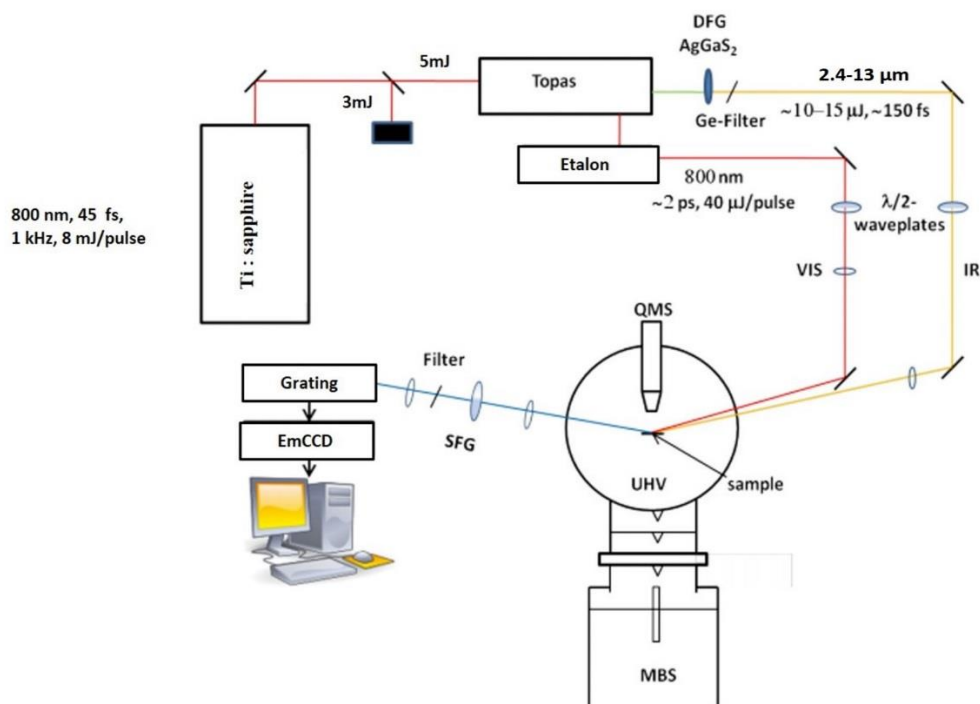 DFG
AgGaS₂
5mJ
3mJ
Topas
2.4-13 μm
Ge-Filter
~10–15 μJ, ~150 fs
Etalon
800 nm
~2 ps, 40 μJ/pulse
800 nm, 45 fs,
1 kHz, 8 mJ/pulse
Ti : sapphire
λ/2-
waveplates
VIS
IR
QMS
Filter
Grating
SFG
EmCCD
UHV
sample
MBS